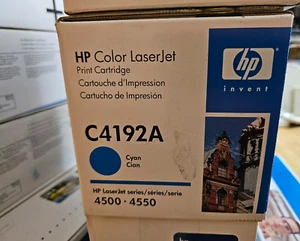 HP Color LaserJet
Print Cartridge
Cartouche d'Impression
Cartucho de Impresión
hp
invent
C4192A
Cyan
Cian
HP LaserJet series/séries/serie
4500 · 4550